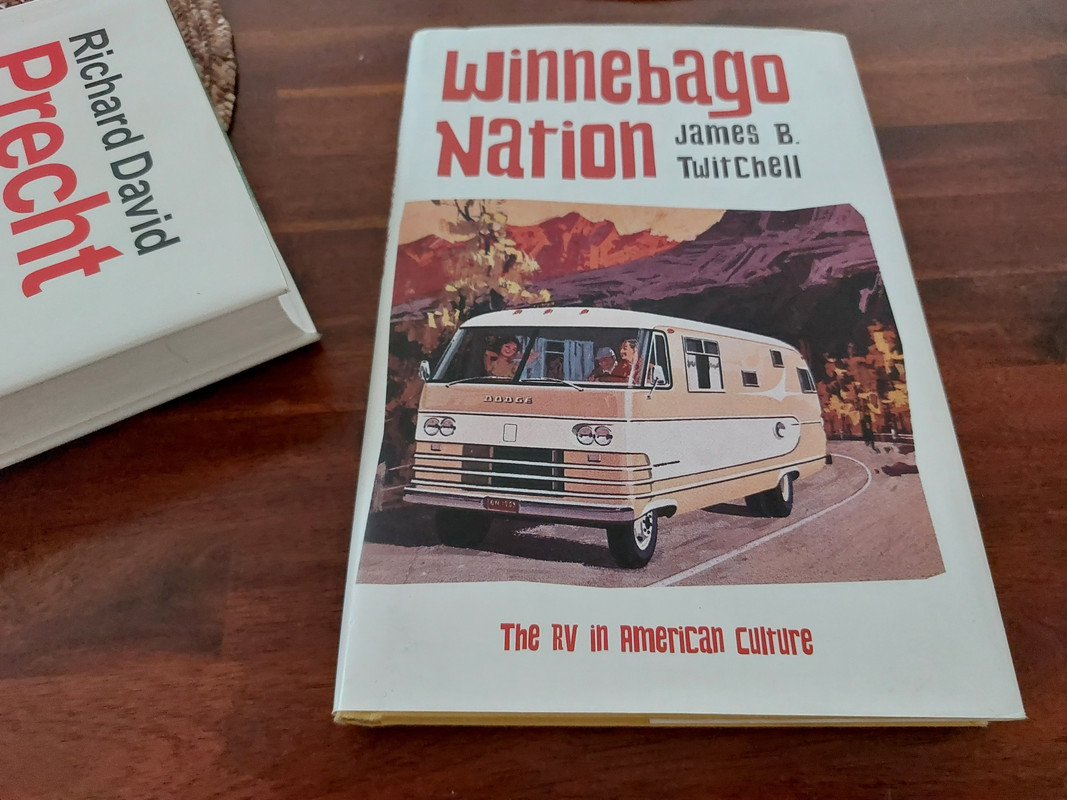 Richard David
Precht
Winnebago
Nation
James B.
Twitchell
DODGE
The RV in American Culture